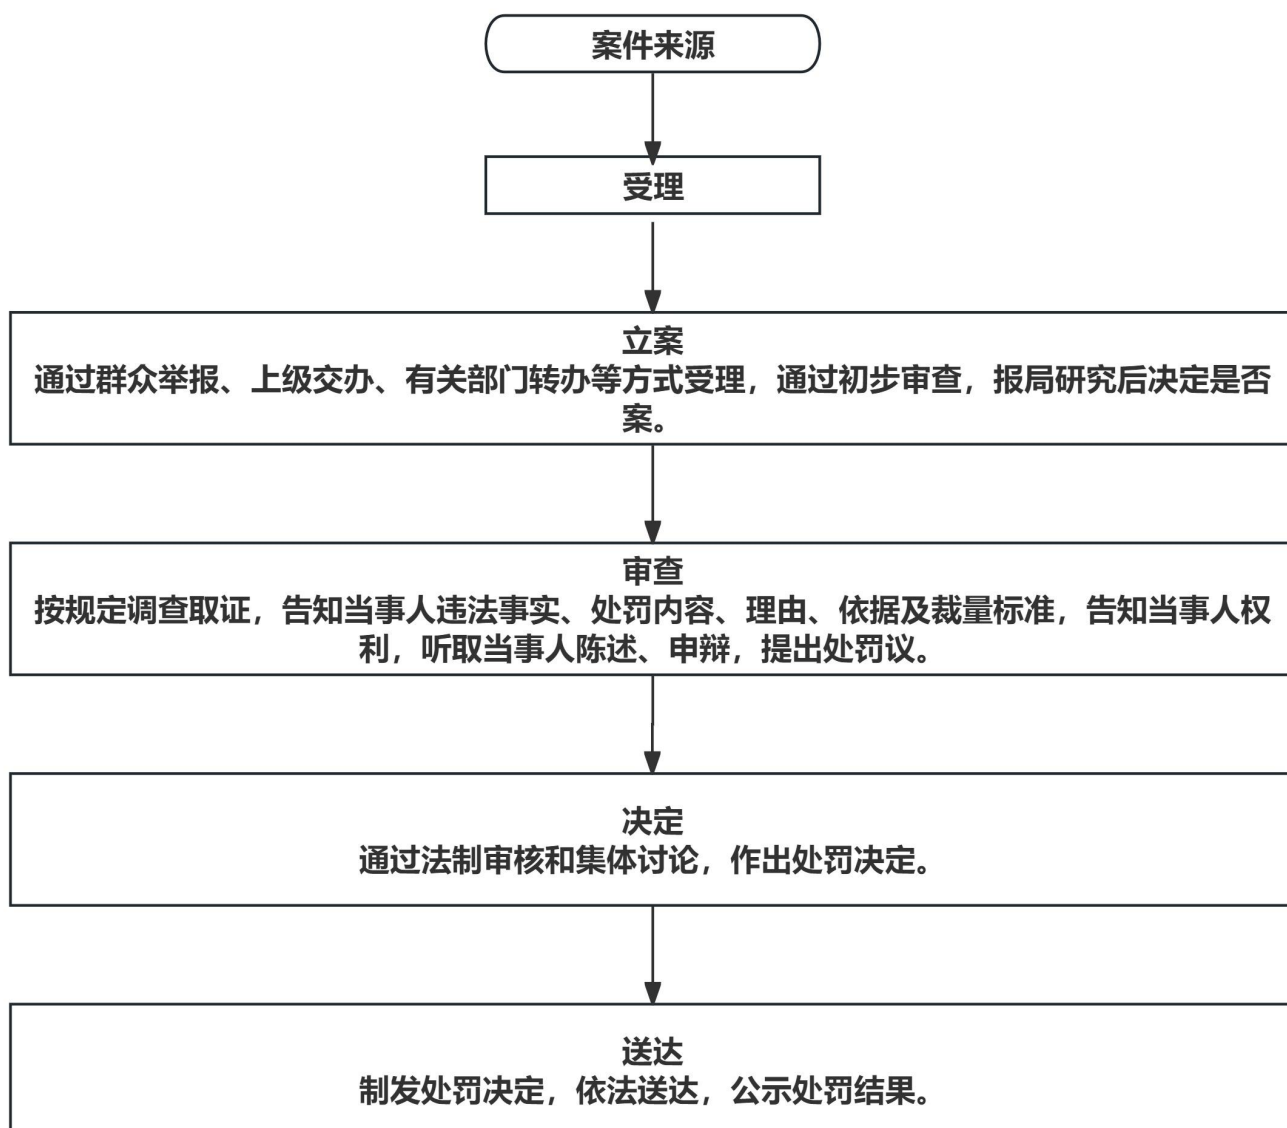 案件来源
受理
立案
通过群众举报、上级交办、有关部门转办等方式受理，通过初步审查，报局研究后决定是否
案。
审查
按规定调查取证，告知当事人违法事实、处罚内容、理由、依据及裁量标准，告知当事人权
利，听取当事人陈述、申辩，提出处罚议。
决定
通过法制审核和集体讨论，作出处罚决定。
送达
制发处罚决定，依法送达，公示处罚结果。